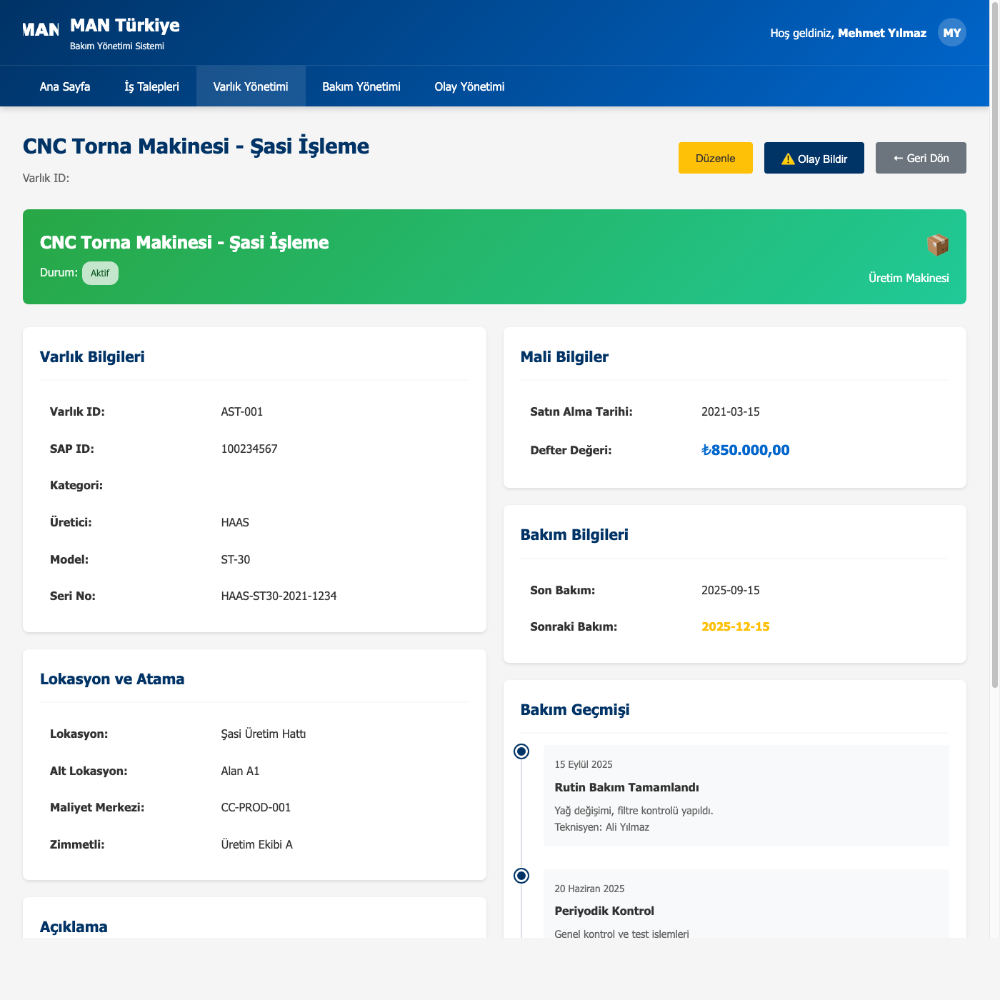 MAN
MAN Türkiye
Bakım Yönetimi Sistemi
Hoş geldiniz, Mehmet Yılmaz
MY
Ana Sayfa
İş Talepleri
Varlık Yönetimi
Bakım Yönetimi
Olay Yönetimi
CNC Torna Makinesi - Şasi İşleme
Varlık ID:
Düzenle
⚠️ Olay Bildir
← Geri Dön
CNC Torna Makinesi - Şasi İşleme
Durum: Aktif
Üretim Makinesi
Varlık Bilgileri
Varlık ID: AST-001
SAP ID: 100234567
Kategori:
Üretici: HAAS
Model: ST-30
Seri No: HAAS-ST30-2021-1234
Lokasyon ve Atama
Lokasyon: Şasi Üretim Hattı
Alt Lokasyon: Alan A1
Maliyet Merkezi: CC-PROD-001
Zimmetli: Üretim Ekibi A
Açıklama
Mali Bilgiler
Satın Alma Tarihi: 2021-03-15
Defter Değeri: ₺850.000,00
Bakım Bilgileri
Son Bakım: 2025-09-15
Sonraki Bakım: 2025-12-15
Bakım Geçmişi
15 Eylül 2025
Rutin Bakım Tamamlandı
Yağ değişimi, filtre kontrolü yapıldı.
Teknisyen: Ali Yılmaz
20 Haziran 2025
Periyodik Kontrol
Genel kontrol ve test işlemleri